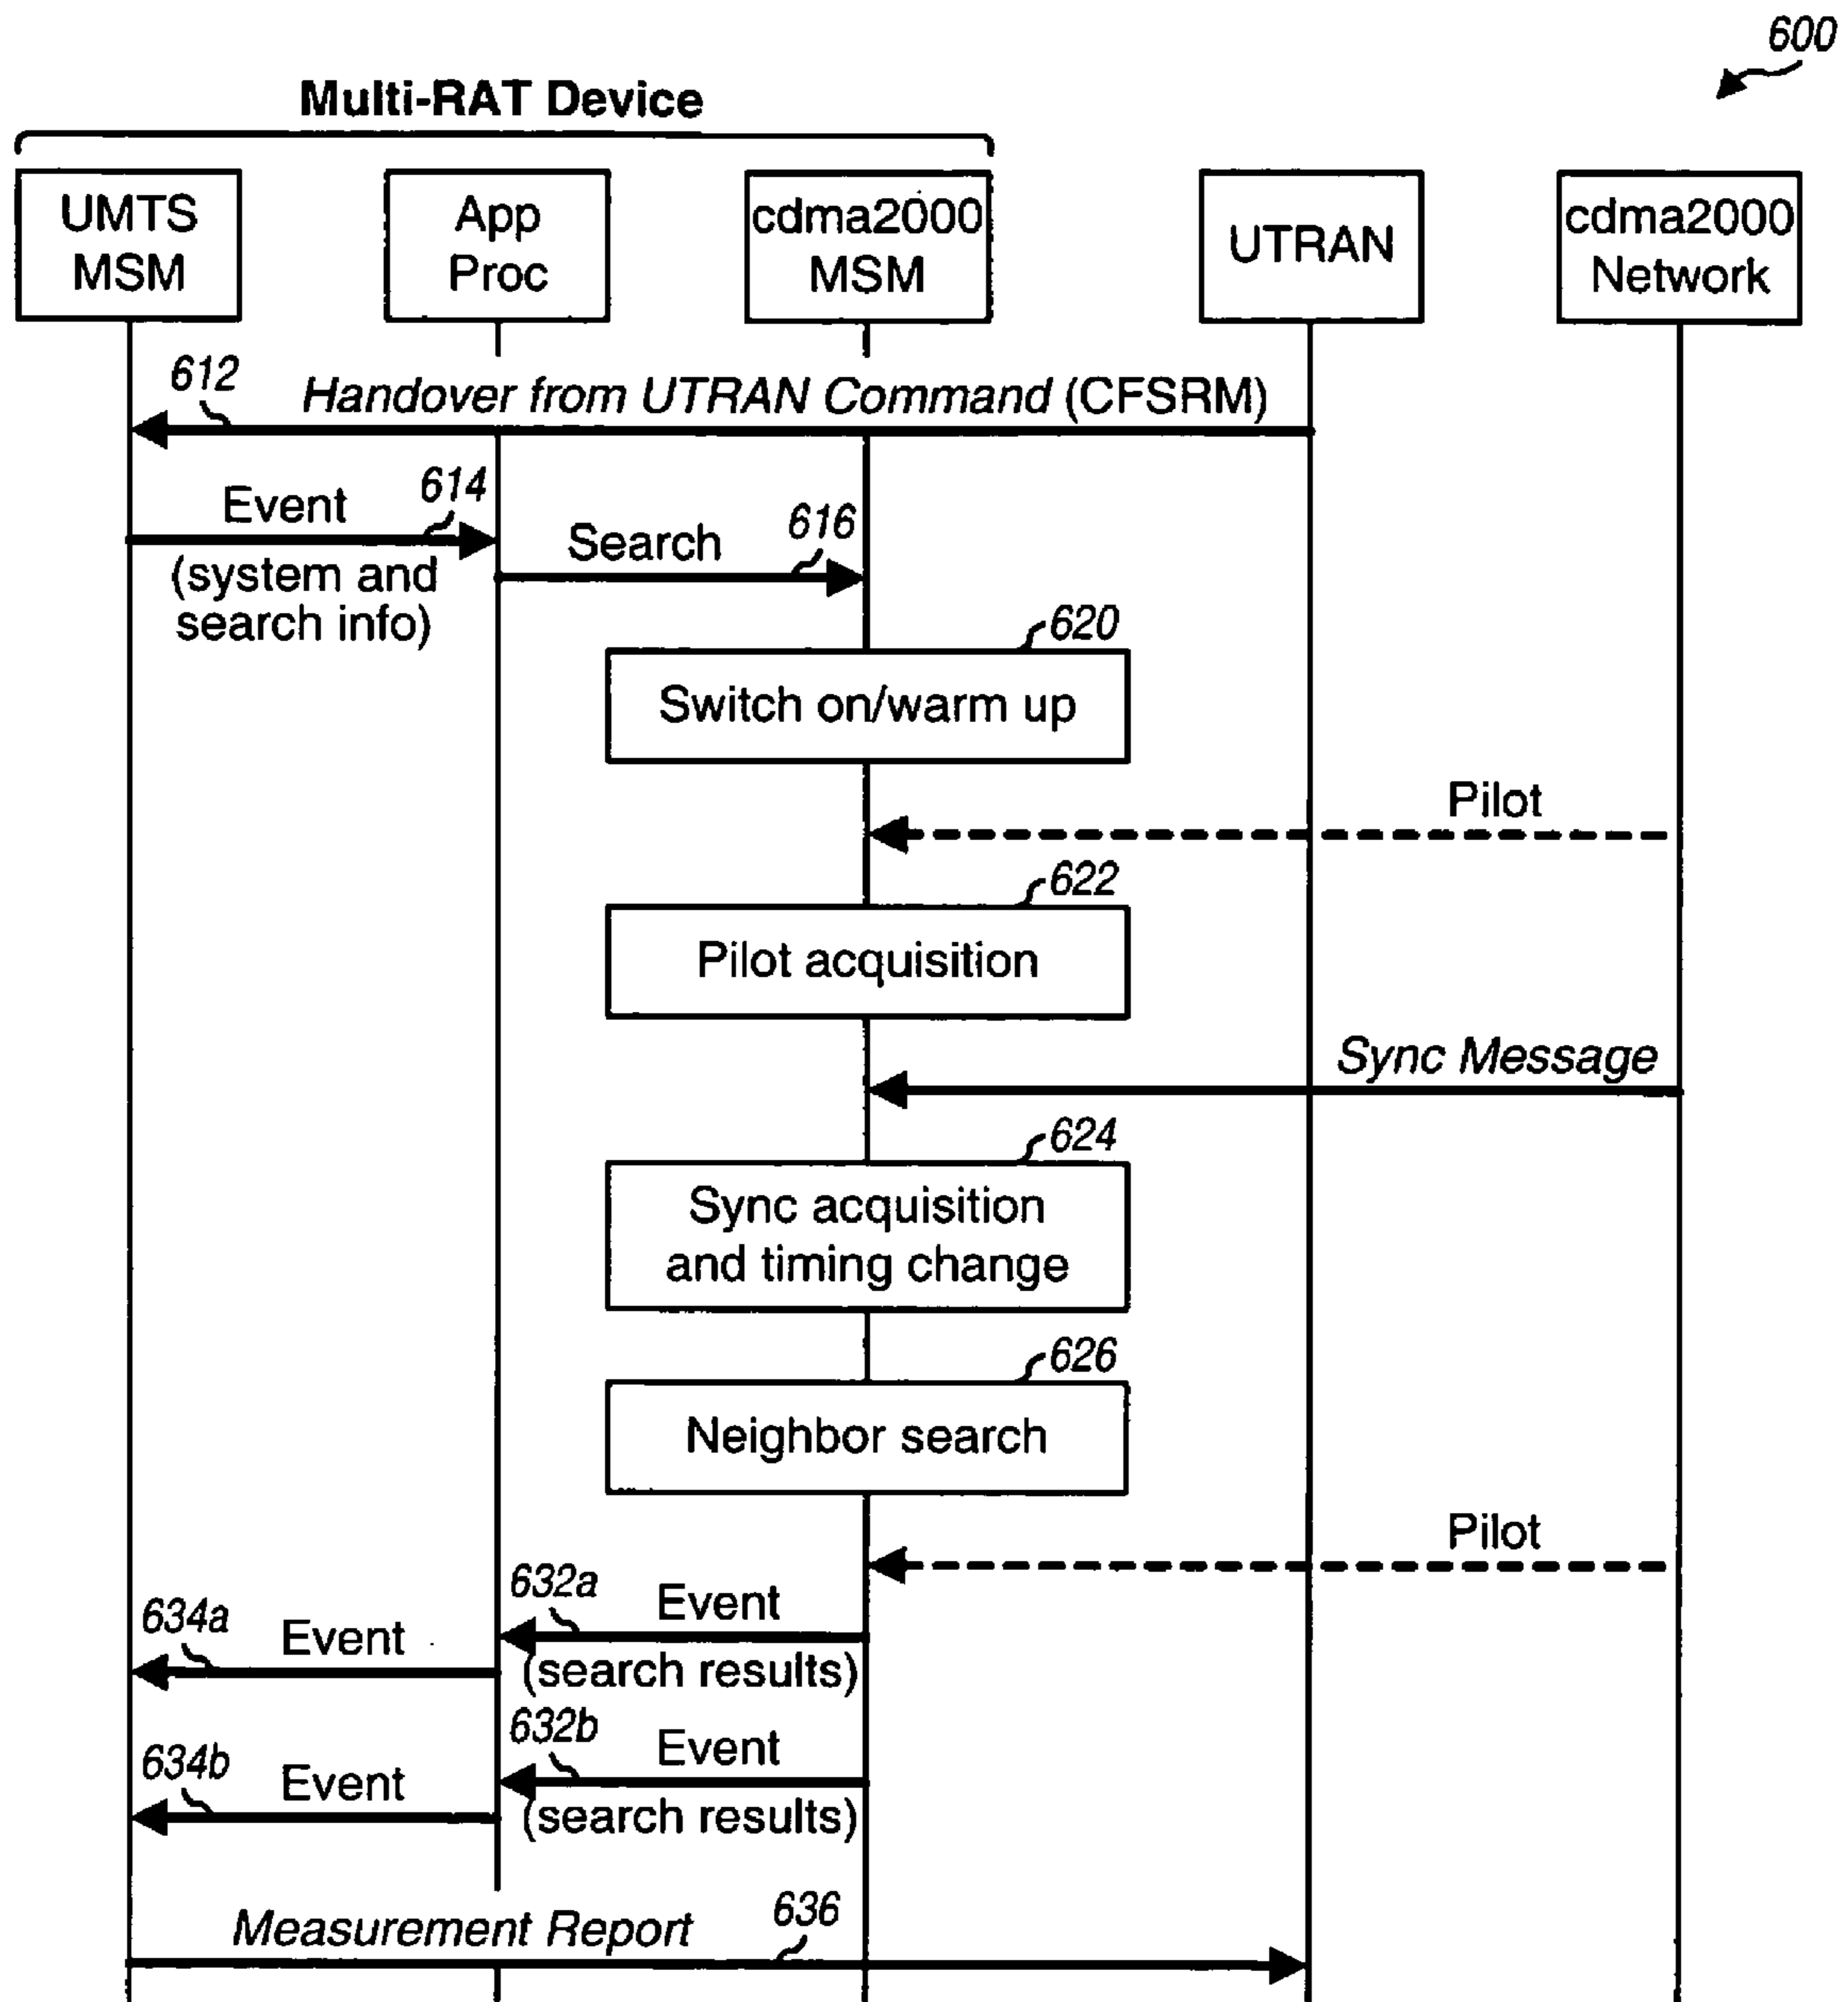 600
Multi-RAT Device
UMTS
MSM
App
Proc
cdma2000
MSM
UTRAN
cdma2000
Network
612
Handover from UTRAN Command (CFSRM)
Event
614
(system and
search info)
Search
616
620
Switch on/warm up
Pilot
622
Pilot acquisition
Sync Message
624
Sync acquisition
and timing change
626
Neighbor search
Pilot
632a
Event
(search results)
634a
Event
632b
Event
(search results)
634b
Event
Measurement Report
636